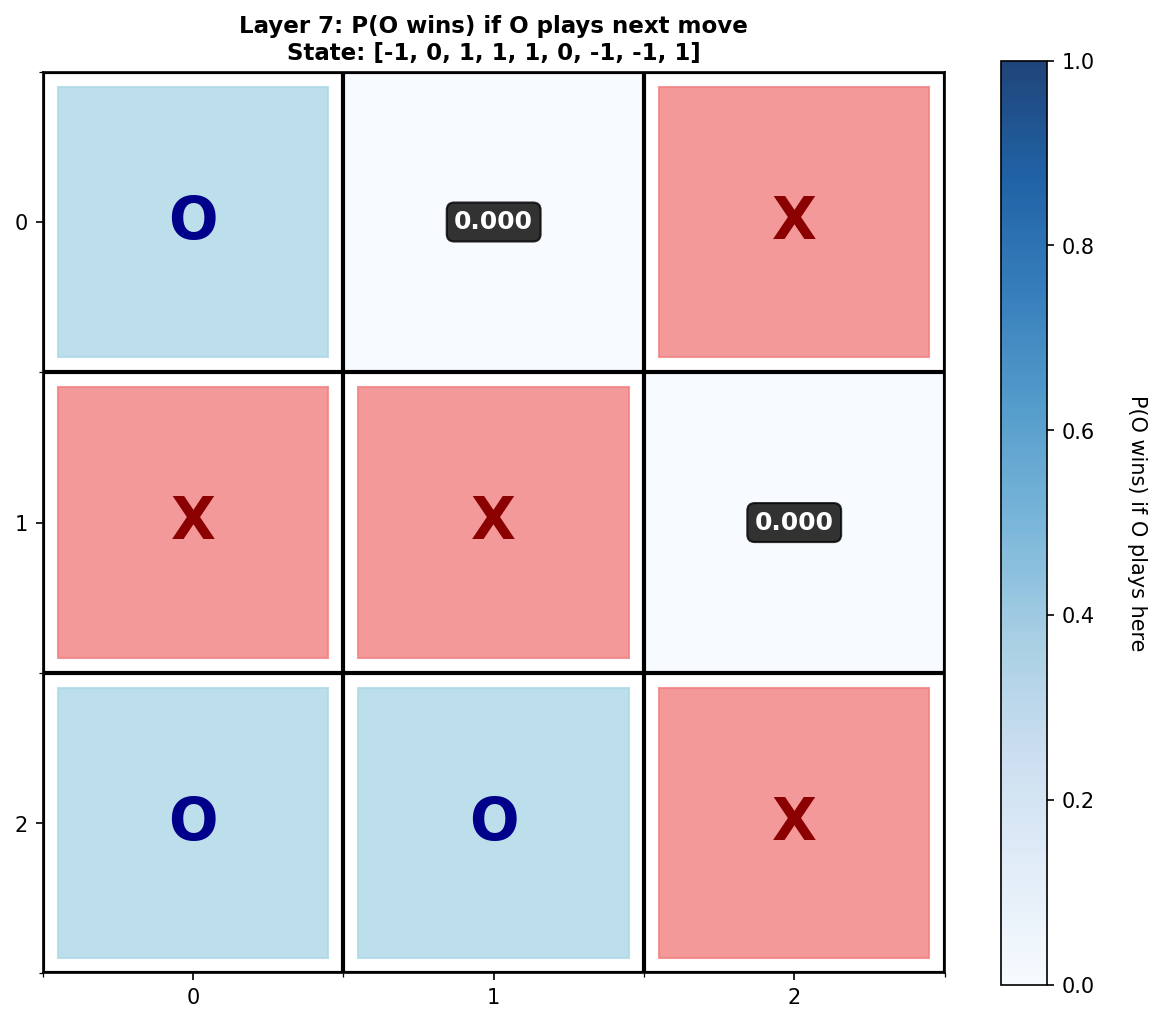 Layer 7: P(O wins) if O plays next move
State: [-1, 0, 1, 1, 1, 0, -1, -1, 1]
0
O
0.000
X
1
X
X
0.000
2
O
O
X
0
1
2
1.0
0.8
0.6
0.4
0.2
0.0
P(O wins) if O plays here